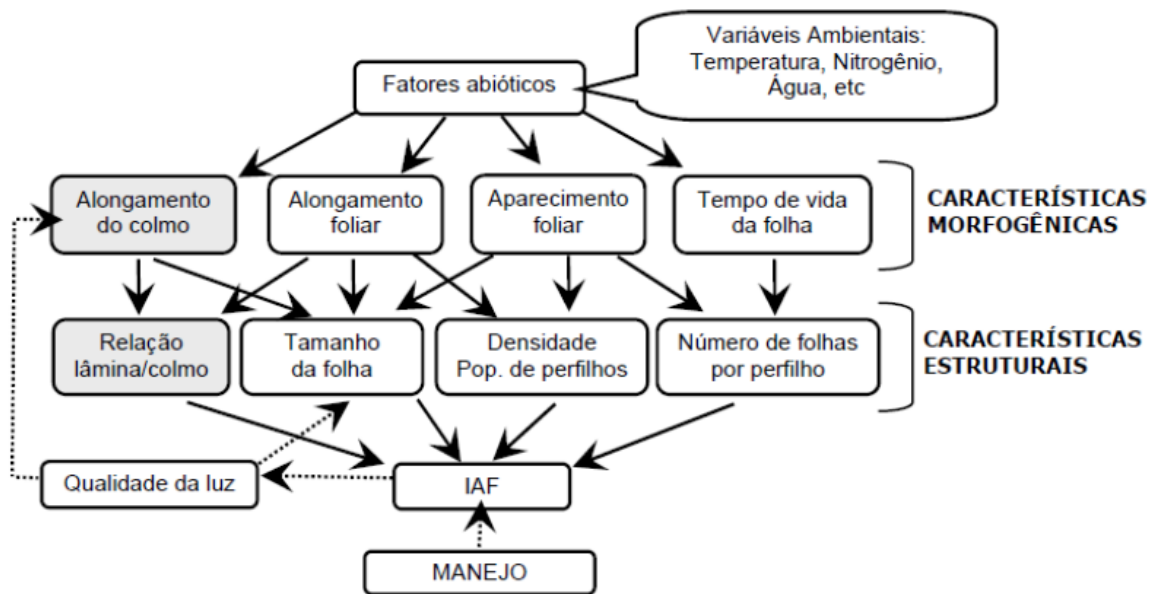 Variáveis Ambientais:
Temperatura, Nitrogênio,
Água, etc
Fatores abióticos
Alongamento
do colmo
Alongamento
foliar
Aparecimento
foliar
Tempo de vida
da folha
CARACTERÍSTICAS
MORFOGÊNICAS
Relação
lâmina/colmo
Tamanho
da folha
Densidade
Pop. de perfilhos
Número de folhas
por perfilho
CARACTERÍSTICAS
ESTRUTURAIS
Qualidade da luz
IAF
MANEJO